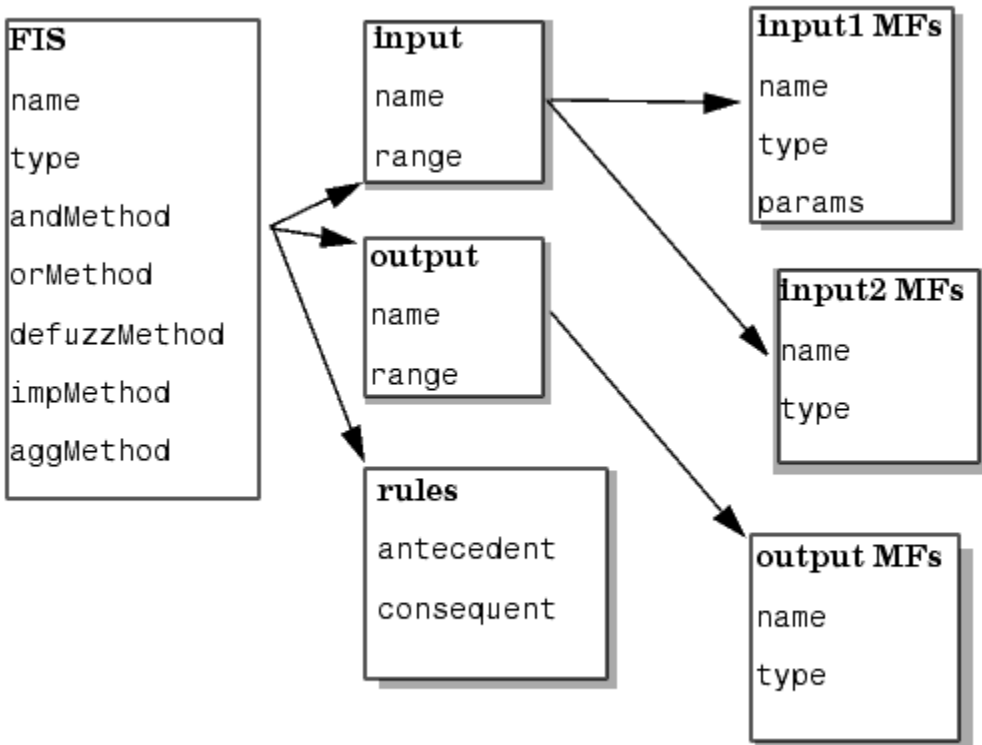 FIS
name
type
andMethod
orMethod
defuzzMethod
impMethod
aggMethod
input
name
range
output
name
range
rules
antecedent
consequent
input1 MFs
name
type
params
input2 MFs
name
type
output MFs
name
type